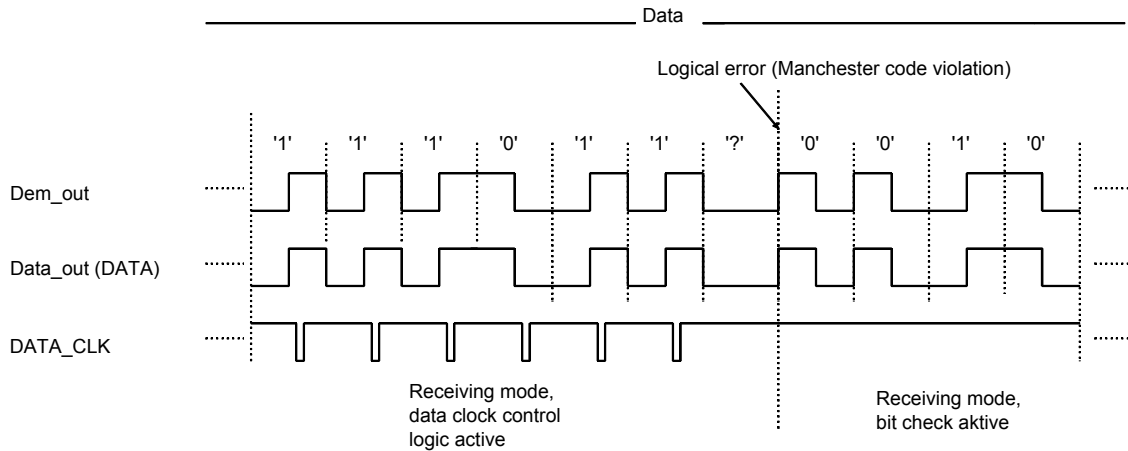 Data
Logical error (Manchester code violation)
'1' '1' '1' '0' '1' '1' '?' '0' '0' '1' '0'
Dem_out
Data_out (DATA)
DATA_CLK
Receiving mode,
data clock control
logic active
Receiving mode,
bit check aktive